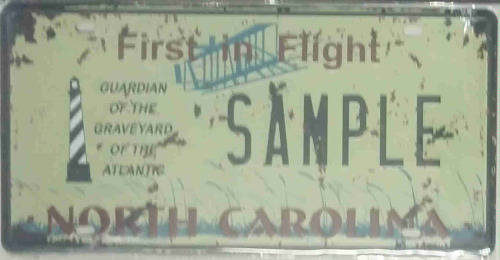 First in Flight
GUARDIAN
OF THE
GRAVEYARD
OF THE
ATLANTIC
SAMPLE
NORTH CAROLINA